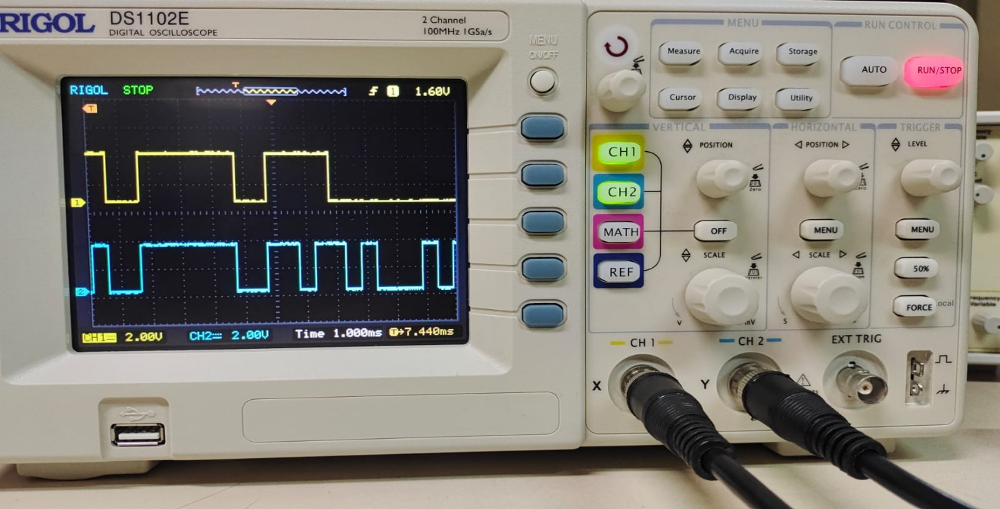 RIGOL DS1102E
DIGITAL OSCILLOSCOPE
2 Channel
100MHz 1GSa/s
MENU
ON/OFF
RIGOL STOP T 1 1.60V
T
1
2
CH1 2.00V CH2 2.00V Time 1.000ms T→7.440ms
MENU
Measure Acquire Storage
Cursor Display Utility
RUN CONTROL
AUTO RUN/STOP
VERTICAL
CH1
CH2
MATH
REF
POSITION
Zero
OFF
SCALE
V mV
HORIZONTAL
POSITION
MENU
SCALE
S
TRIGGER
LEVEL
MENU
50%
FORCE
CH 1
X
CH 2
Y
EXT TRIG